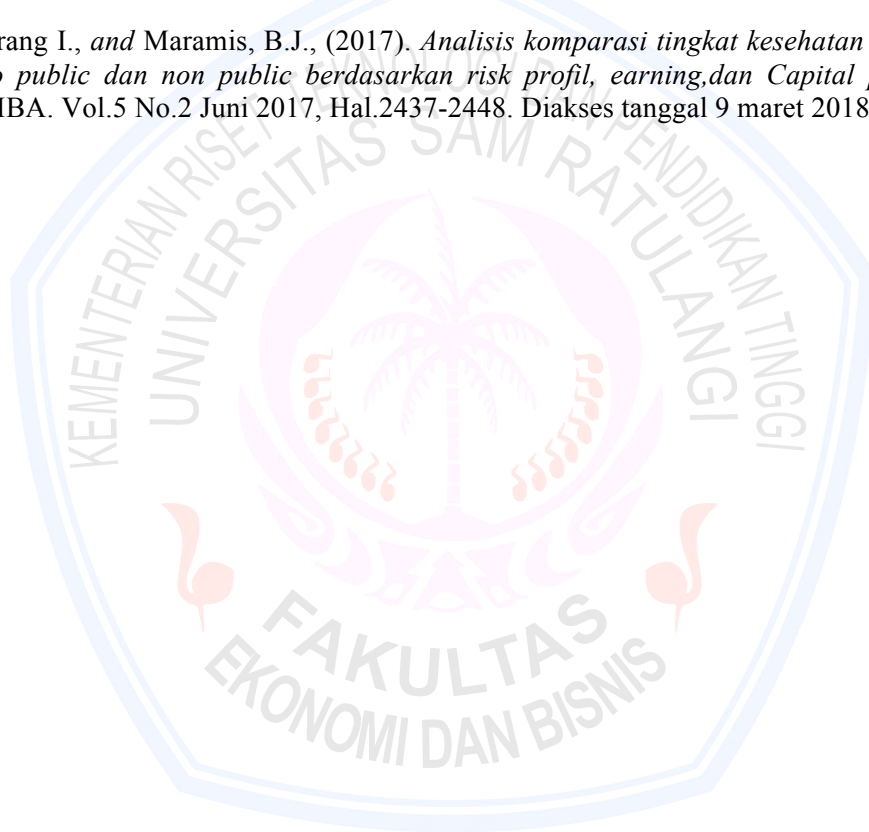 rang I., and Maramis, B.J., (2017). Analisis komparasi tingkat kesehatan
public dan non public berdasarkan risk profil, earning,dan Capital p
IBA. Vol.5 No.2 Juni 2017, Hal.2437-2448. Diakses tanggal 9 maret 2018
KEMENTERIAN RISET TEKNOLOGI DAN PENDIDIKAN TINGGI
UNIVERSITAS SAM RATULANGI
FAKULTAS
EKONOMI DAN BISNIS